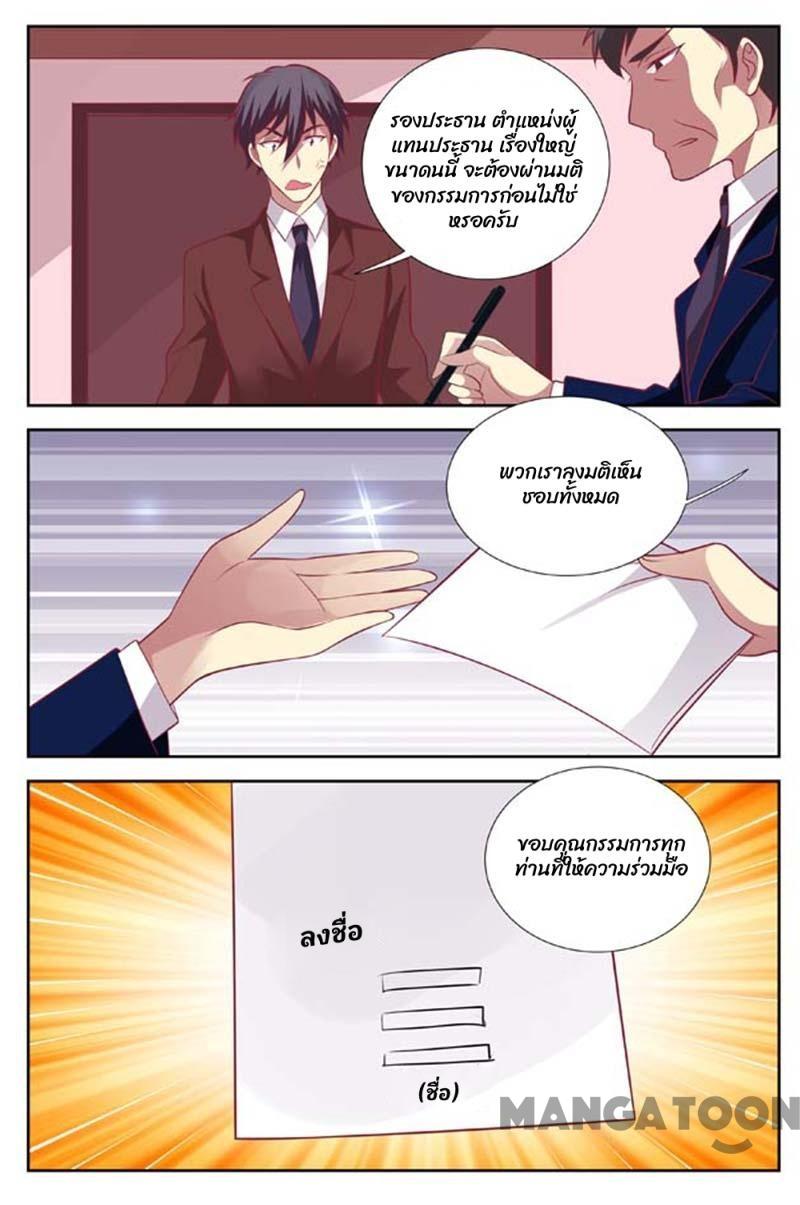 รองประธาน ตำแหน่งผู้
แทนประธาน เรื่องใหญ่
ขนาดนนี้ จะต้องผ่านมติ
ของกรรมการก่อนไม่ใช่
หรอครับ
พวกเราลงมติเห็น
ชอบทั้งหมด
ขอบคุณกรรมการทุก
ท่านที่ให้ความร่วมมือ
ลงชื่อ
(ชื่อ)
MANGATOON